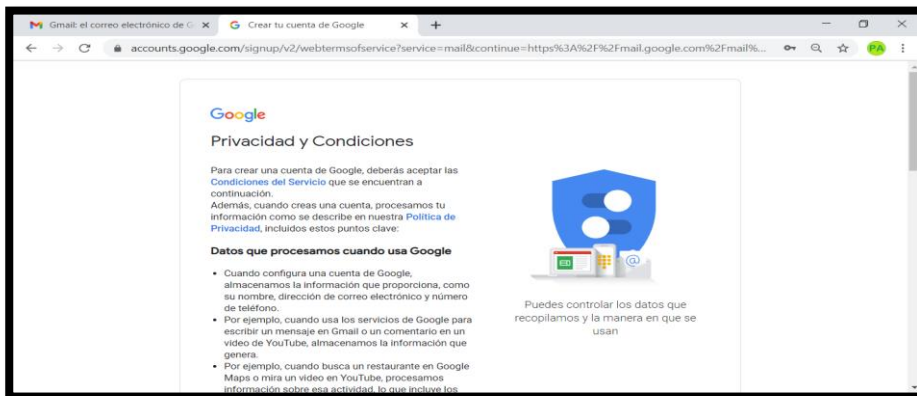 Gmail: el correo electrónico de G
Crear tu cuenta de Google
accounts.google.com/signup/v2/webtermsofservice?service=mail&continue=https%3A%2F%2Fmail.google.com%2Fmail%...
PA
Google
Privacidad y Condiciones
Para crear una cuenta de Google, deberás aceptar las
Condiciones del Servicio que se encuentran a
continuación.
Además, cuando creas una cuenta, procesamos tu
información como se describe en nuestra Política de
Privacidad, incluidos estos puntos clave:
Datos que procesamos cuando usa Google
• Cuando configura una cuenta de Google,
almacenamos la información que proporciona, como
su nombre, dirección de correo electrónico y número
de teléfono.
• Por ejemplo, cuando usa los servicios de Google para
escribir un mensaje en Gmail o un comentario en un
video de YouTube, almacenamos la información que
genera.
• Por ejemplo, cuando busca un restaurante en Google
Maps o mira un video en YouTube, procesamos
información sobre esa actividad, lo que incluye los
@
Puedes controlar los datos que
recopilamos y la manera en que se
usan